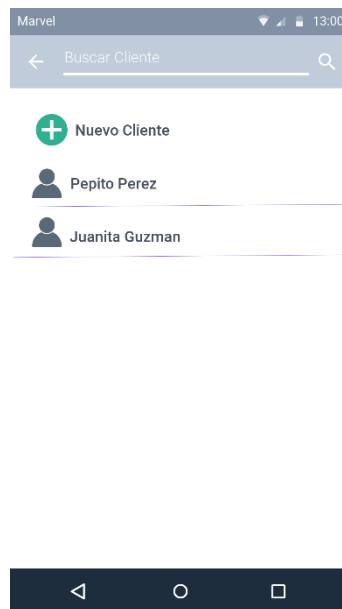 Marvel
13:00
Buscar Cliente
Nuevo Cliente
Pepito Perez
Juanita Guzman